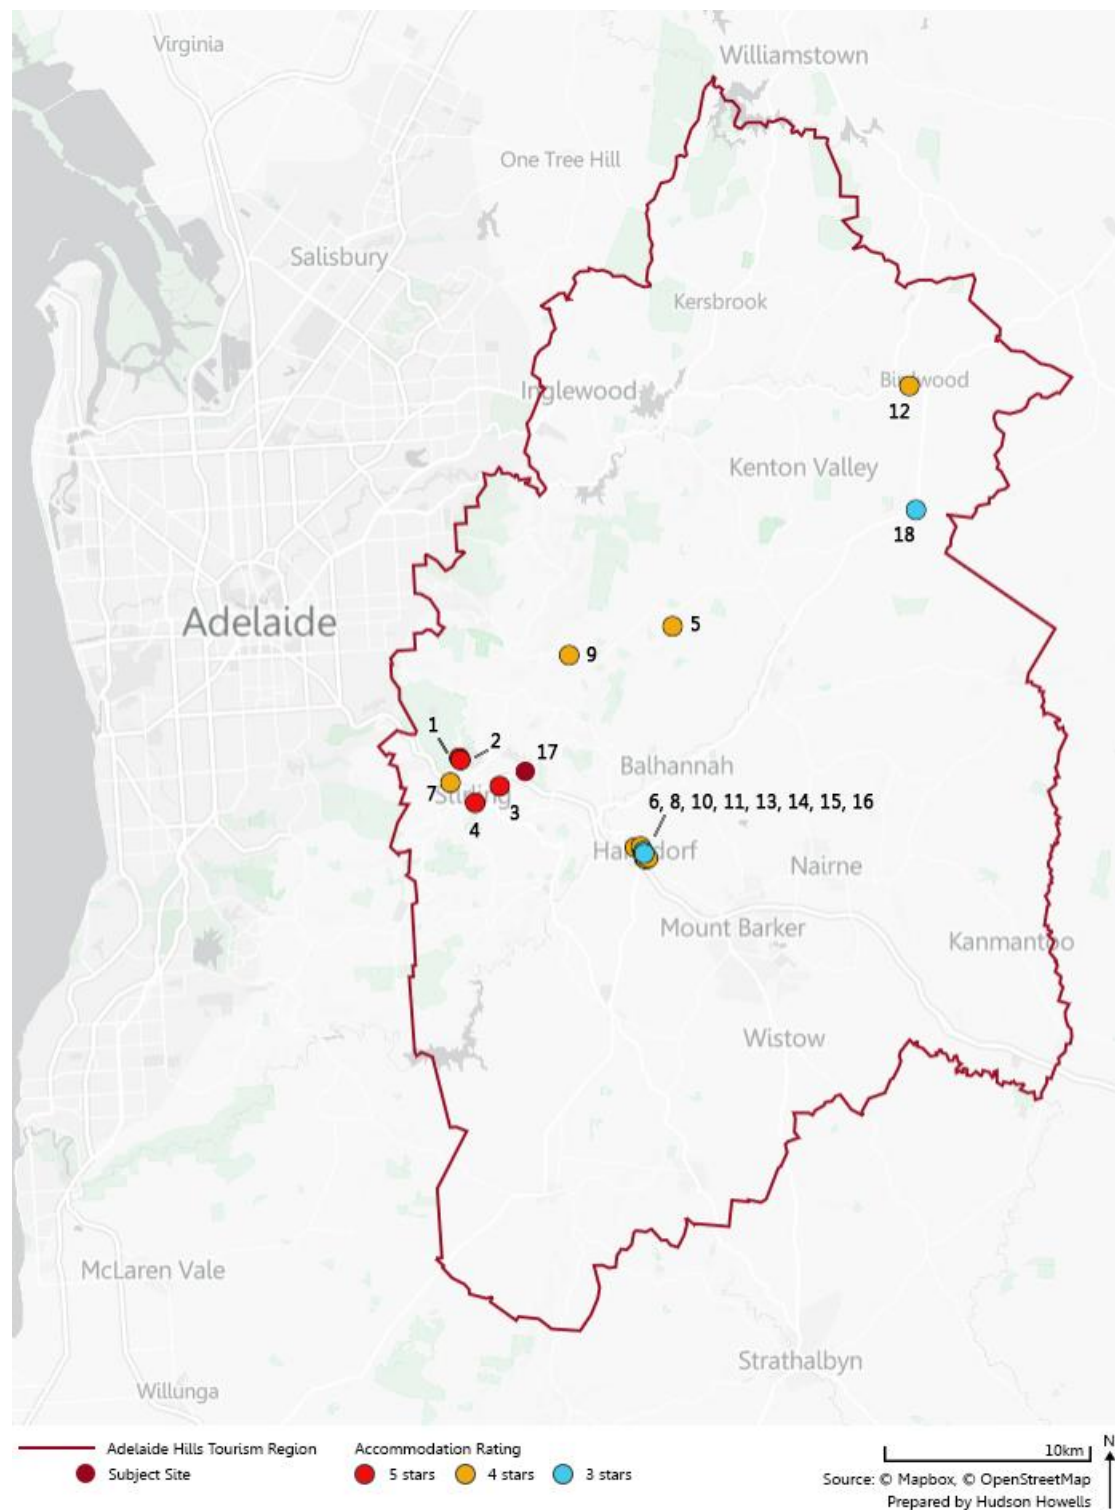 Virginia
Williamstown
One Tree Hill
Salisbury
Kersbrook
Birdwood
Inglewood
12
Kenton Valley
18
Adelaide
5
9
1
2
17
Balhannah
7
Stirling
3
6, 8, 10, 11, 13, 14, 15, 16
4
Hahndorf
Nairne
Mount Barker
Kanmantoo
Wistow
McLaren Vale
Strathalbyn
Willunga
Adelaide Hills Tourism Region
Accommodation Rating
10km
N
Subject Site
5 stars
4 stars
3 stars
Source: © Mapbox, © OpenStreetMap
Prepared by Hudson Howells